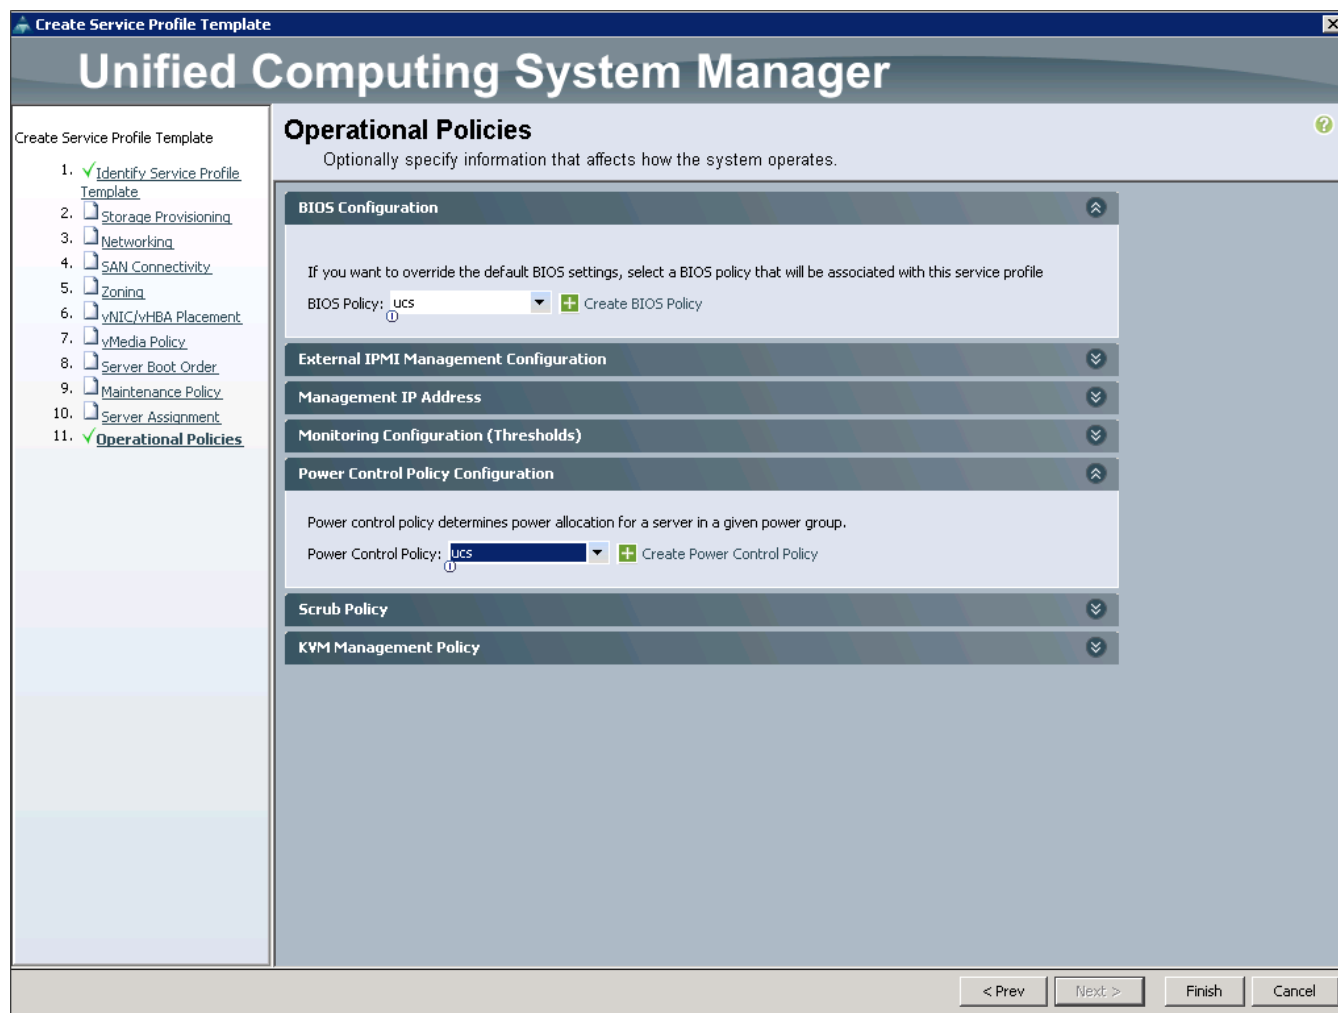 Create Service Profile Template
Unified Computing System Manager
Create Service Profile Template
1. Identify Service Profile
Template
2. Storage Provisioning
3. Networking
4. SAN Connectivity
5. Zoning
6. vNIC/vHBA Placement
7. vMedia Policy
8. Server Boot Order
9. Maintenance Policy
10. Server Assignment
11. Operational Policies
Operational Policies
Optionally specify information that affects how the system operates.
BIOS Configuration
If you want to override the default BIOS settings, select a BIOS policy that will be associated with this service profile
BIOS Policy: ucs Create BIOS Policy
External IPMI Management Configuration
Management IP Address
Monitoring Configuration (Thresholds)
Power Control Policy Configuration
Power control policy determines power allocation for a server in a given power group.
Power Control Policy: ucs Create Power Control Policy
Scrub Policy
KVM Management Policy
< Prev Next > Finish Cancel